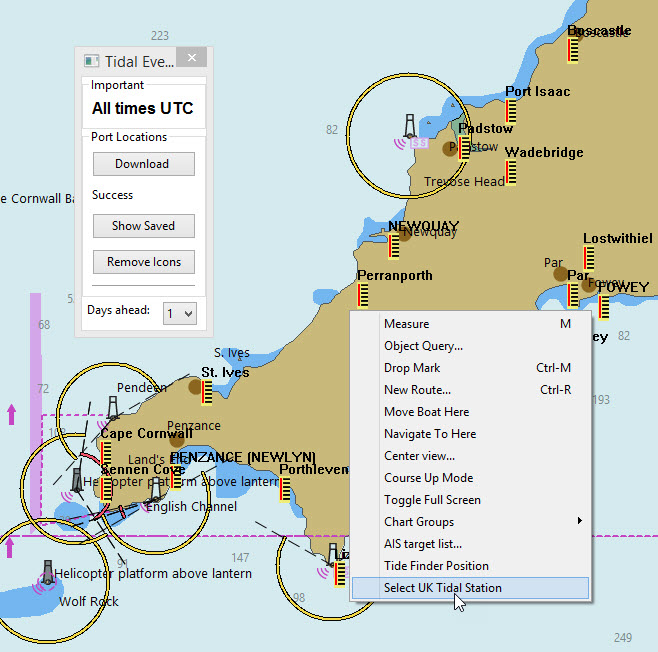 223
Boscastle
Boscastle
Tidal Eve...
Important
All times UTC
Port Isaac
82
Padstow
Padstow
SS
Port Locations
Download
Wadebridge
Trevose Head
Success
e Cornwall Ba
Show Saved
NEWQUAY
Newquay
Lostwithiel
Remove Icons
Par
Par
Perranporth
FOWEY
Fowey
Days ahead: 1
68
ey
82
Measure M
Object Query...
Drop Mark Ctrl-M
New Route... Ctrl-R
Move Boat Here
Navigate To Here
Center view...
Course Up Mode
Toggle Full Screen
Chart Groups
AIS target list...
Tide Finder Position
Select UK Tidal Station
St. Ives
St. Ives
Pendeen
72
193
Penzance
Cape Cornwall
Land's End
PENZANCE (NEWLYN)
Sennen Cove
Porthleven
Helicopter platform above lantern
English Channel
147
91
Helicopter platform above lantern
98
Wolf Rock
249